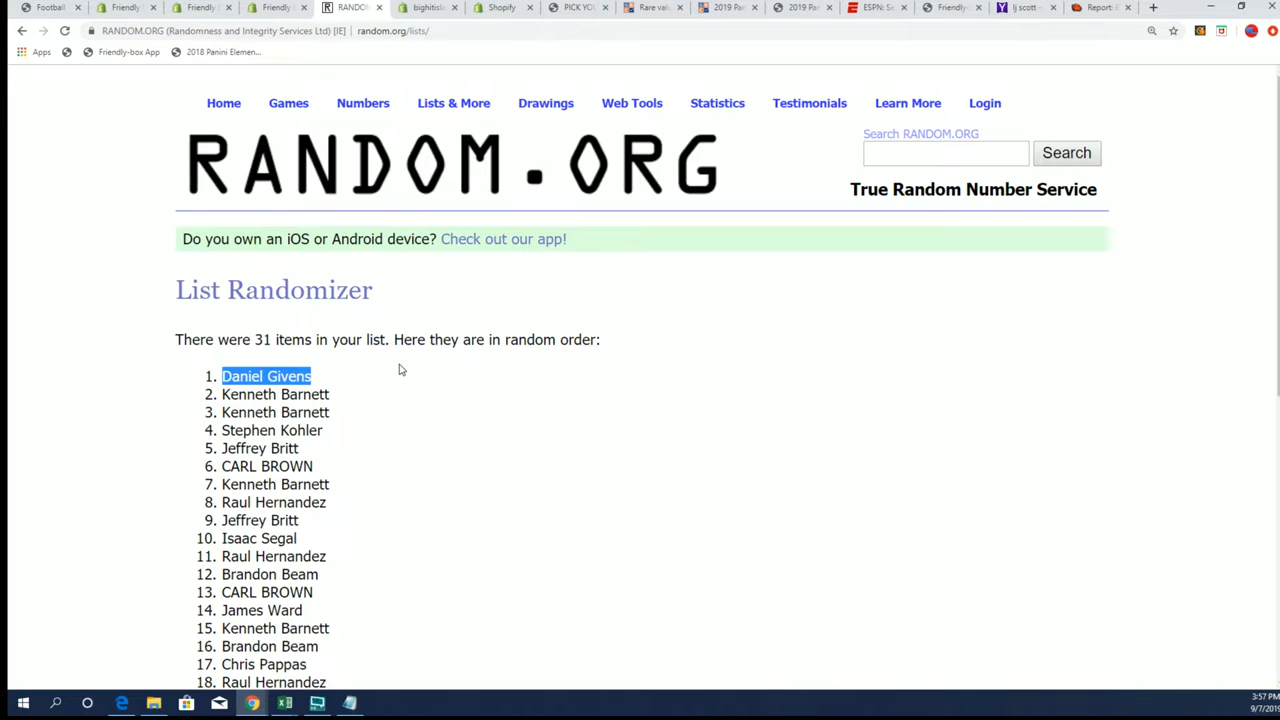 Football
Friendly
Friendly
Friendly
RANDO
bighitis
Shopify
PICK YO
Rare val
2019 Pa
2019 Pa
ESPN: Se
Friendly
lj scott
Report: E
RANDOM.ORG (Randomness and Integrity Services Ltd) [IE] | random.org/lists/
Apps Friendly-box App 2018 Panini Elemen...
Home Games Numbers Lists & More Drawings Web Tools Statistics Testimonials Learn More Login
RANDOM.ORG
Search RANDOM.ORG
Search
True Random Number Service
Do you own an iOS or Android device? Check out our app!
List Randomizer
There were 31 items in your list. Here they are in random order:
1. Daniel Givens
2. Kenneth Barnett
3. Kenneth Barnett
4. Stephen Kohler
5. Jeffrey Britt
6. CARL BROWN
7. Kenneth Barnett
8. Raul Hernandez
9. Jeffrey Britt
10. Isaac Segal
11. Raul Hernandez
12. Brandon Beam
13. CARL BROWN
14. James Ward
15. Kenneth Barnett
16. Brandon Beam
17. Chris Pappas
18. Raul Hernandez
3:57 PM
9/7/2019